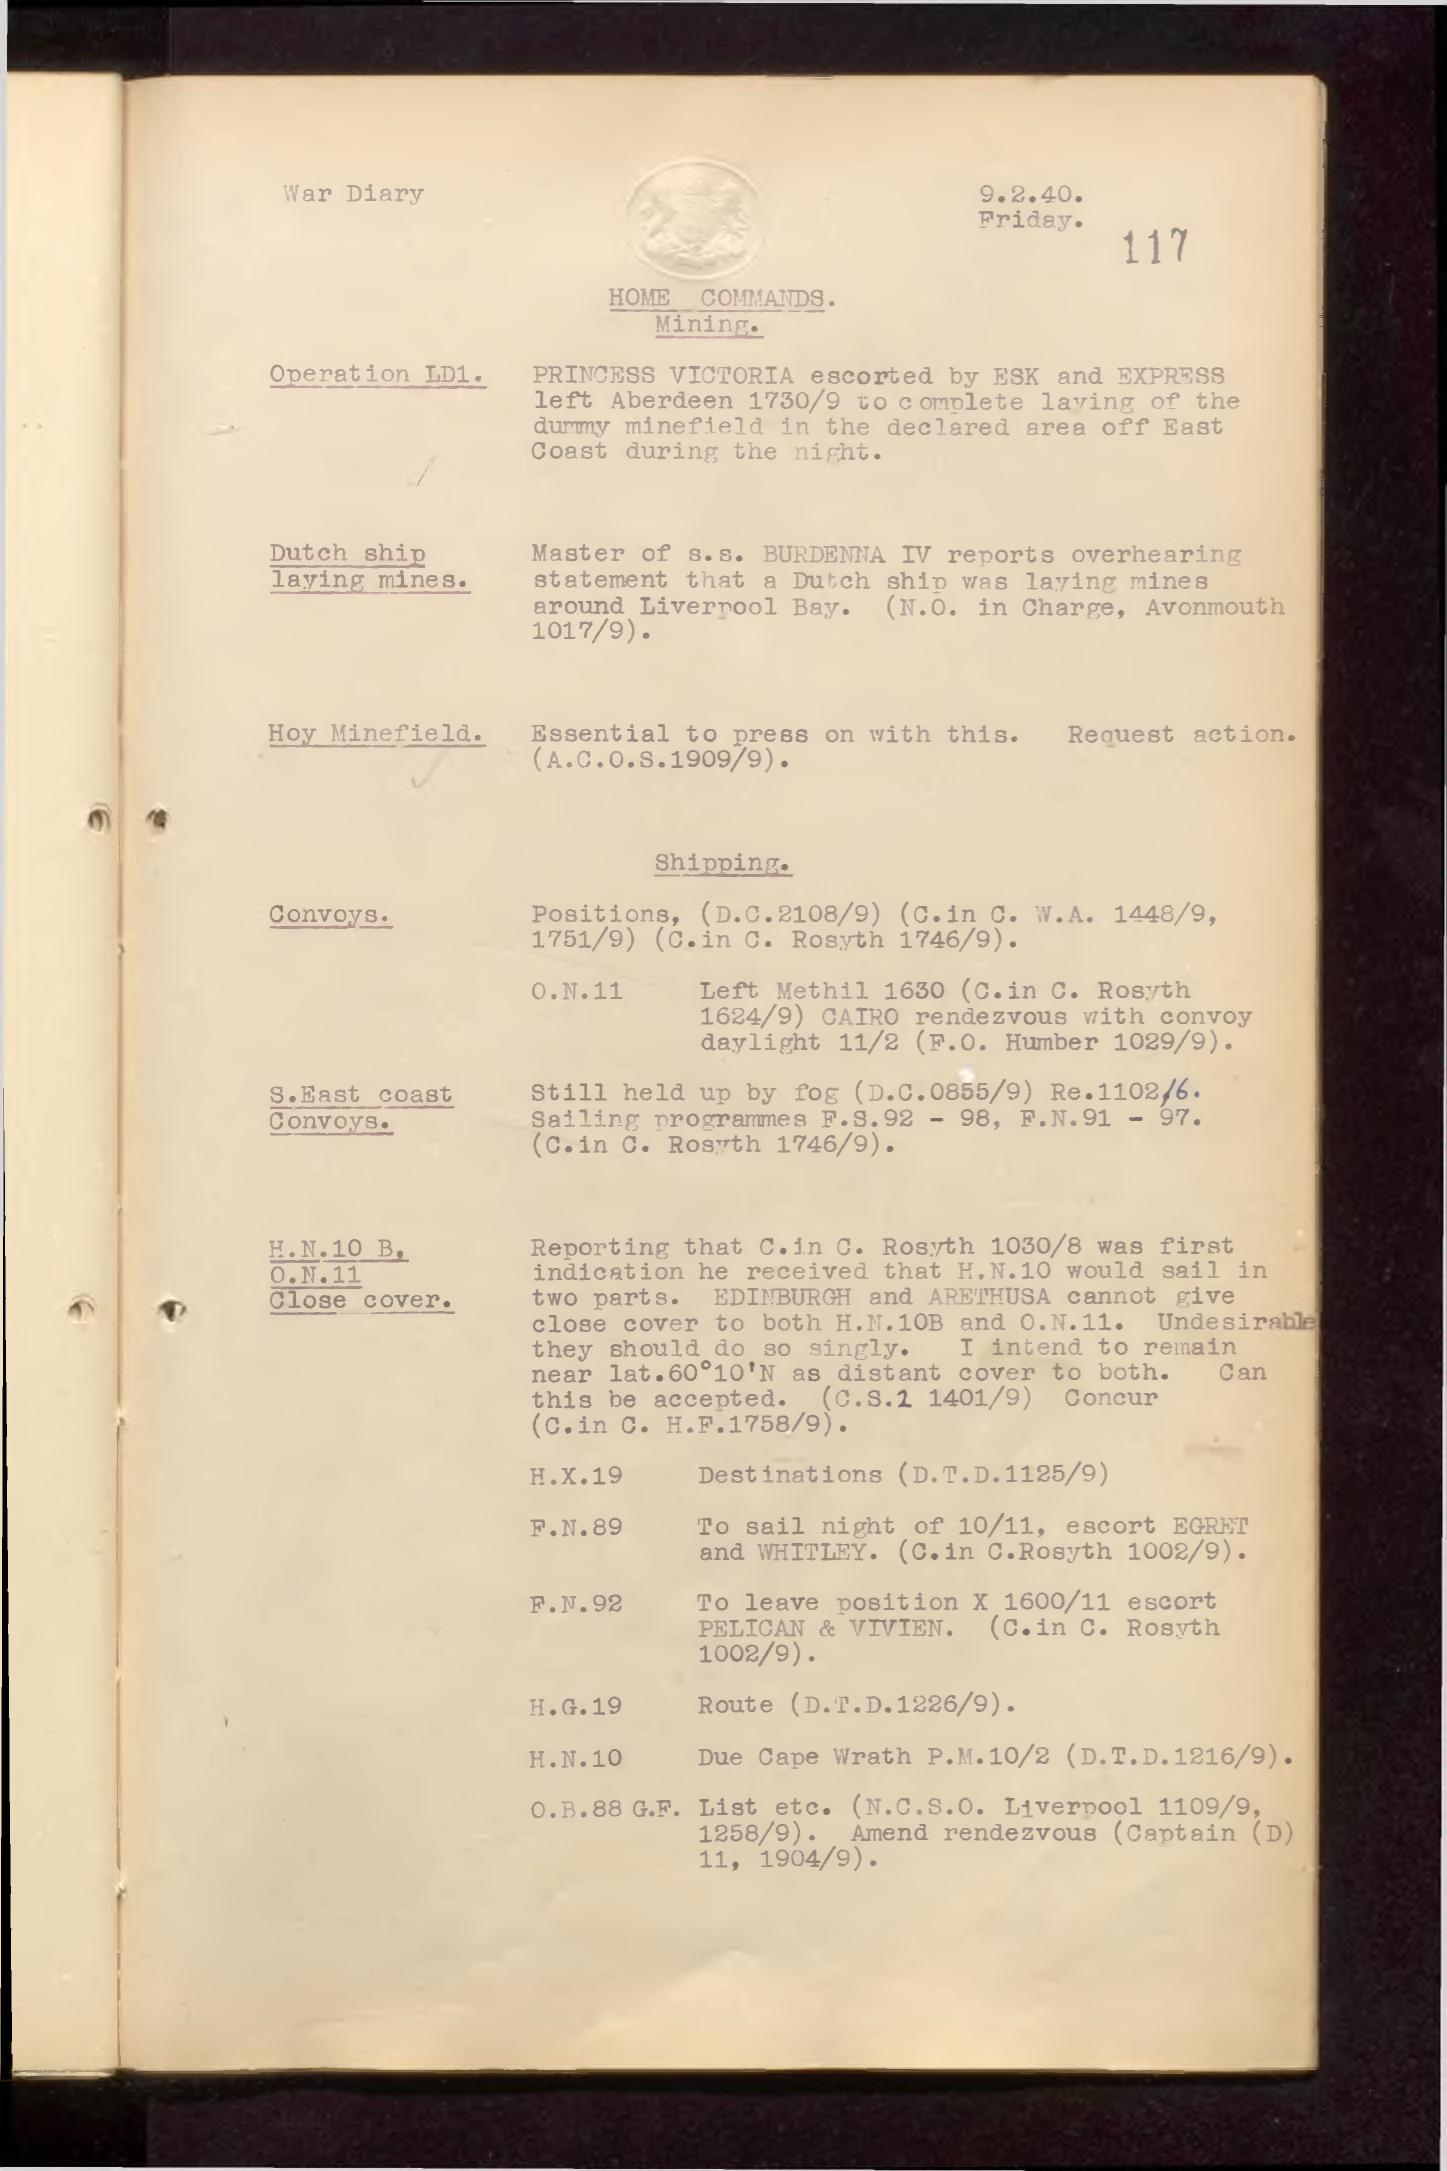 War Diary
9.2.40.
Friday.
117
HOME COMMANDS.
Mining.
Operation LD1. PRINCESS VICTORIA escorted by ESK and EXPRESS
left Aberdeen 1730/9 to complete laying of the
dummy minefield in the declared area off East
Coast during the night.
Dutch ship Master of s.s. BURDENNA IV reports overhearing
laying mines. statement that a Dutch ship was laying mines
around Liverpool Bay. (N.O. in Charge, Avonmouth
1017/9).
Hoy Minefield. Essential to press on with this. Request action.
(A.C.O.S.1909/9).
Shipping.
Convoys. Positions, (D.C.2108/9) (C.in C. W.A. 1448/9,
1751/9) (C.in C. Rosyth 1746/9).
O.N.11 Left Methil 1630 (C.in C. Rosyth
1624/9) CAIRO rendezvous with convoy
daylight 11/2 (F.O. Humber 1029/9).
S.East coast Still held up by fog (D.C.0855/9) Re.1102/6.
Convoys. Sailing programmes F.S.92 - 98, F.N.91 - 97.
(C.in C. Rosyth 1746/9).
H.N.10 B, Reporting that C.in C. Rosyth 1030/8 was first
O.N.11 indication he received that H.N.10 would sail in
Close cover. two parts. EDINBURGH and ARETHUSA cannot give
close cover to both H.N.10B and O.N.11. Undesirable
they should do so singly. I intend to remain
near lat.60°10'N as distant cover to both. Can
this be accepted. (C.S.2 1401/9) Concur
(C.in C. H.F.1758/9).
H.X.19 Destinations (D.T.D.1125/9)
F.N.89 To sail night of 10/11, escort EGRET
and WHITLEY. (C.in C.Rosyth 1002/9).
F.N.92 To leave position X 1600/11 escort
PELICAN & VIVIEN. (C.in C. Rosyth
1002/9).
H.G.19 Route (D.T.D.1226/9).
H.N.10 Due Cape Wrath P.M.10/2 (D.T.D.1216/9).
O.B.88 G.F. List etc. (N.C.S.O. Liverpool 1109/9,
1258/9). Amend rendezvous (Captain (D)
11, 1904/9).